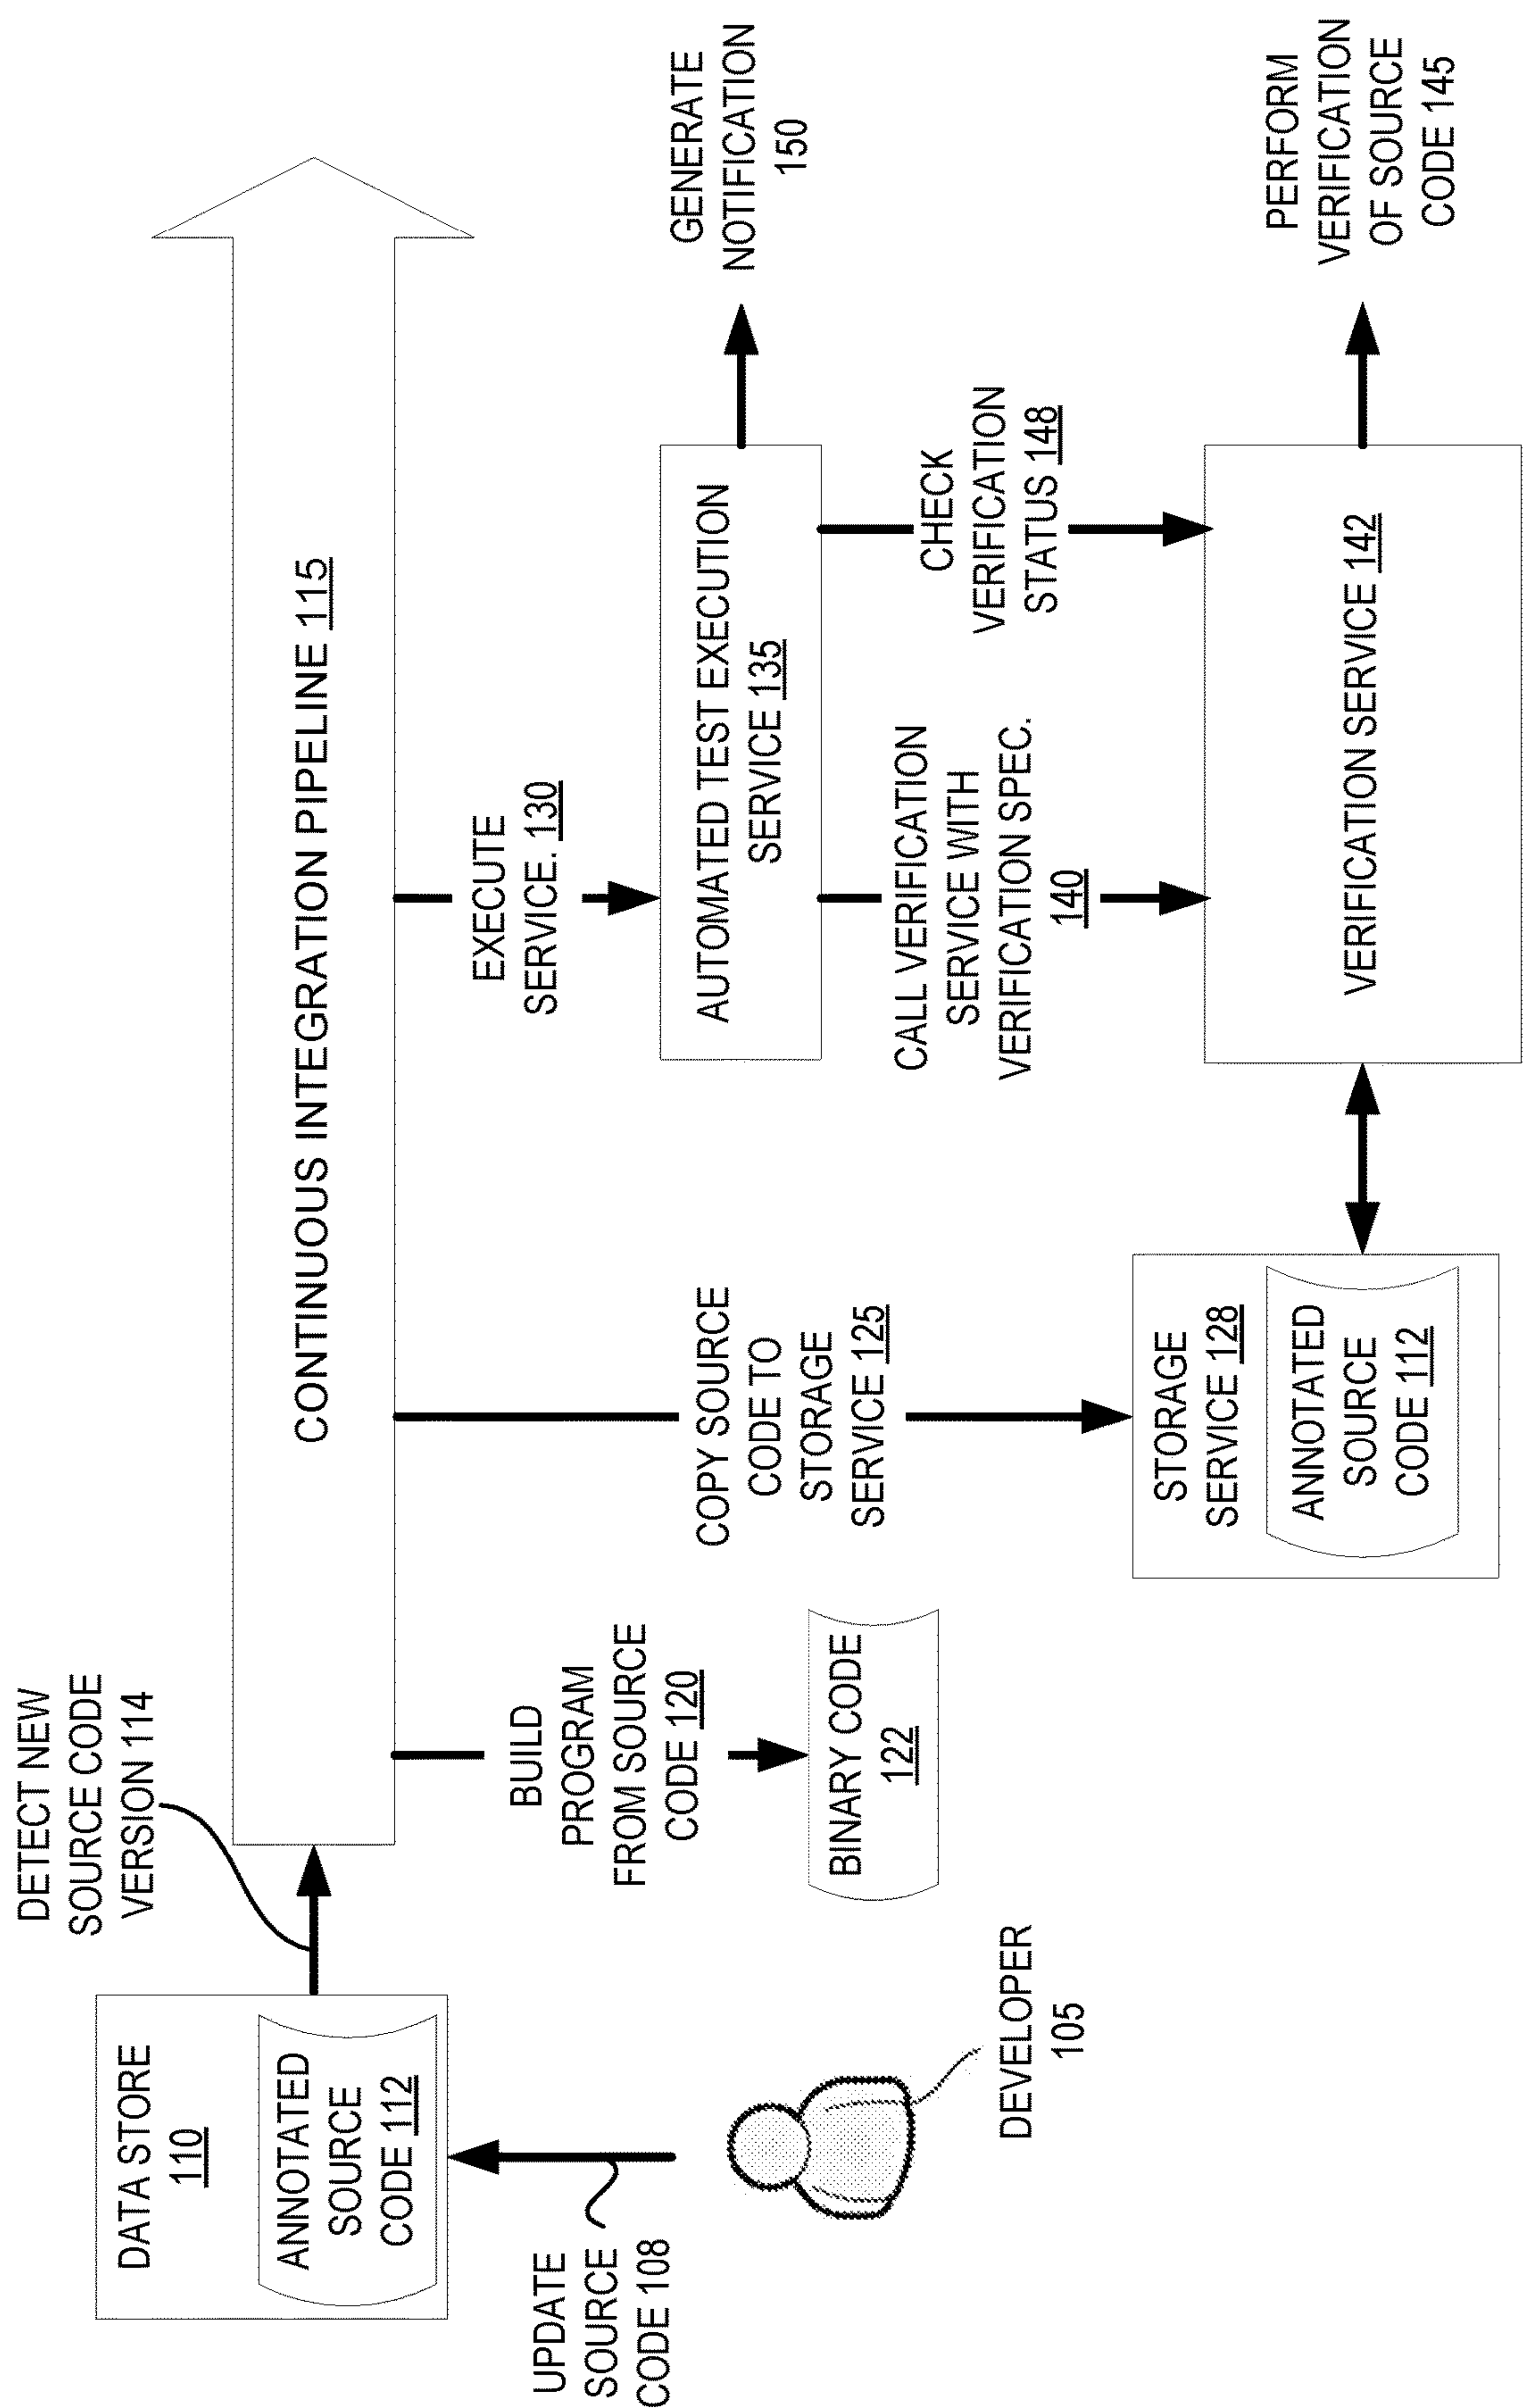 DETECT NEW
SOURCE CODE
VERSION 114
DATA STORE
110
ANNOTATED
SOURCE
CODE 112
CONTINUOUS INTEGRATION PIPELINE 115
UPDATE
SOURCE
CODE 108
DEVELOPER
105
BUILD
PROGRAM
FROM SOURCE
CODE 120
BINARY CODE
122
COPY SOURCE
CODE TO
STORAGE
SERVICE 125
STORAGE
SERVICE 128
ANNOTATED
SOURCE
CODE 112
EXECUTE
SERVICE. 130
AUTOMATED TEST EXECUTION
SERVICE 135
GENERATE
NOTIFICATION
150
CALL VERIFICATION
SERVICE WITH
VERIFICATION SPEC.
140
CHECK
VERIFICATION
STATUS 148
VERIFICATION SERVICE 142
PERFORM
VERIFICATION
OF SOURCE
CODE 145